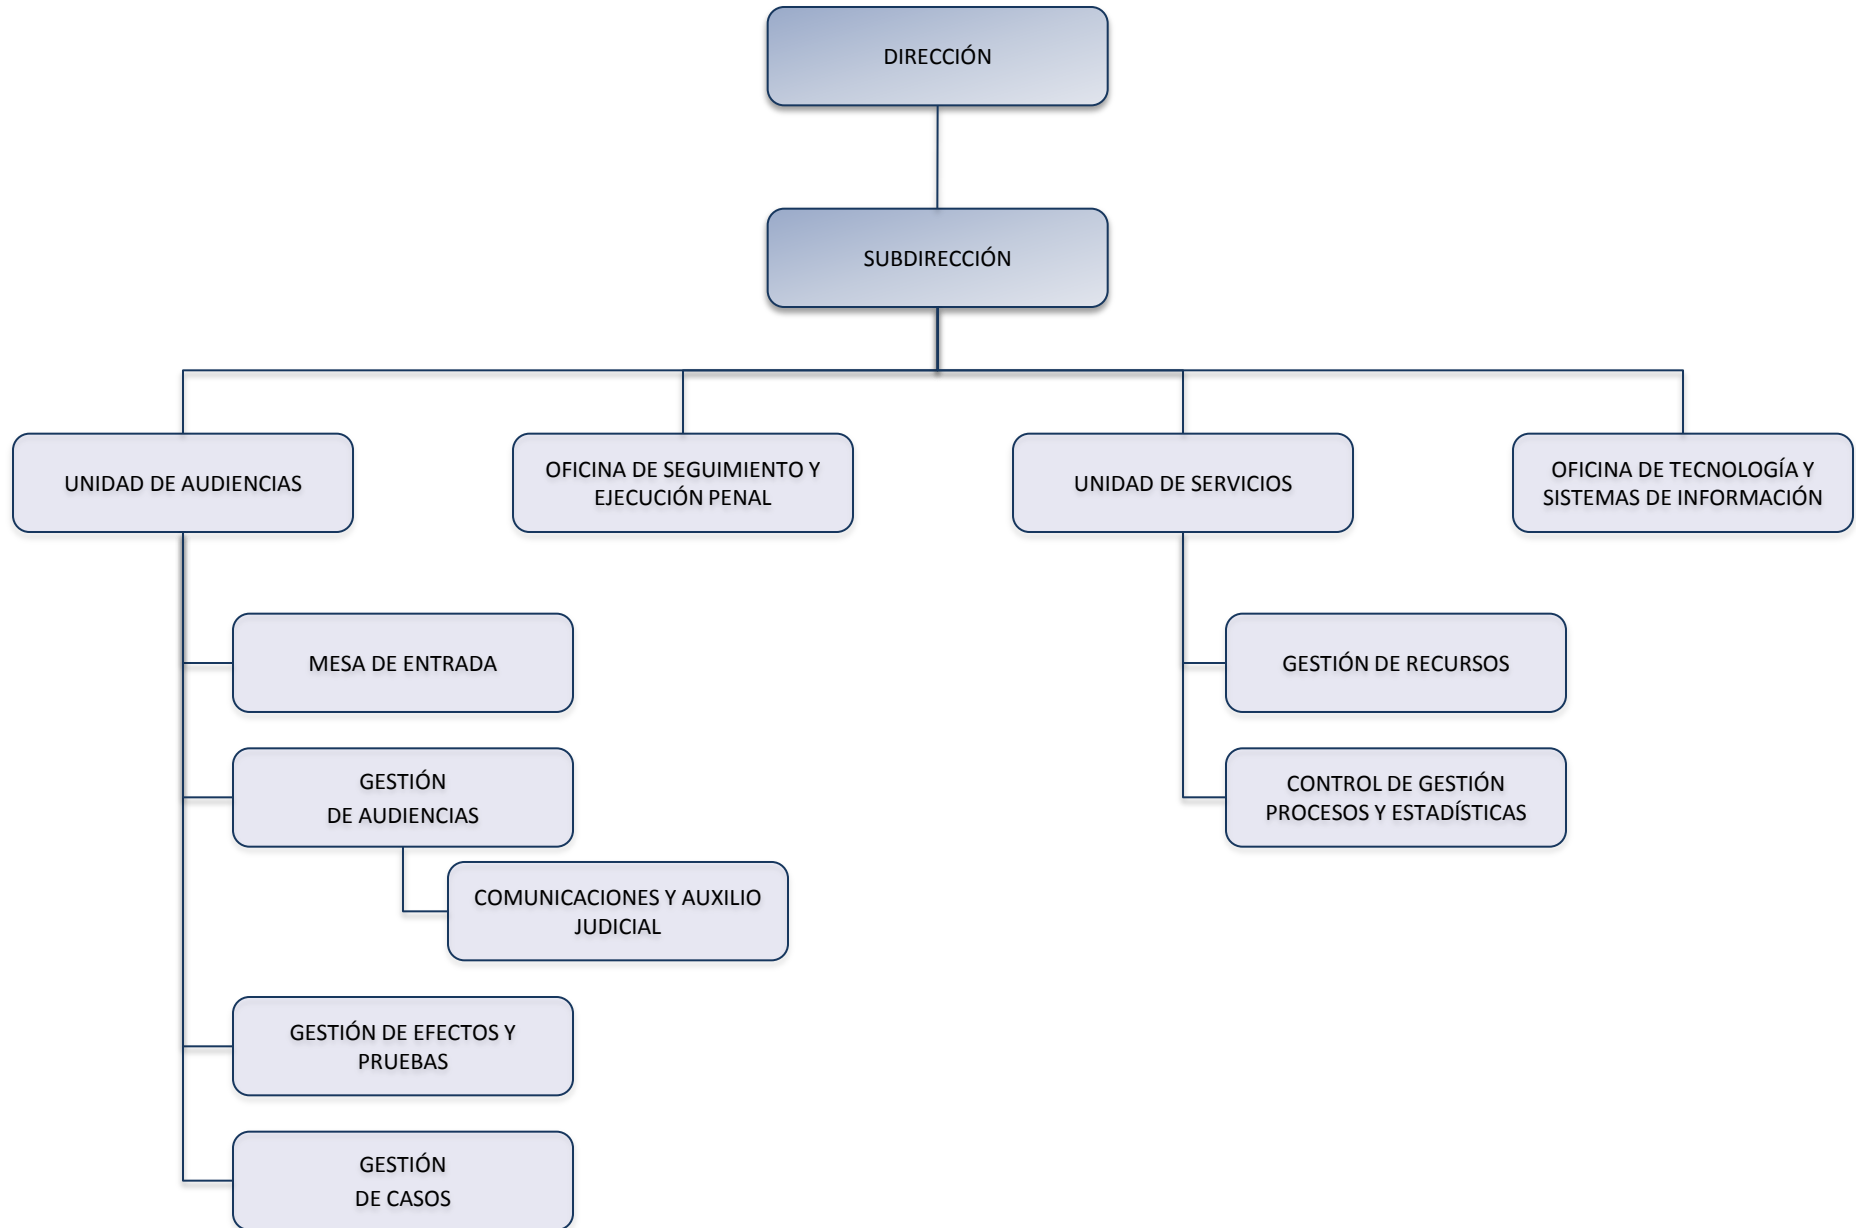 DIRECCIÓN
SUBDIRECCIÓN
UNIDAD DE AUDIENCIAS
OFICINA DE SEGUIMIENTO Y
EJECUCIÓN PENAL
UNIDAD DE SERVICIOS
OFICINA DE TECNOLOGÍA Y
SISTEMAS DE INFORMACIÓN
MESA DE ENTRADA
GESTIÓN
DE AUDIENCIAS
COMUNICACIONES Y AUXILIO
JUDICIAL
GESTIÓN DE EFECTOS Y
PRUEBAS
GESTIÓN
DE CASOS
GESTIÓN DE RECURSOS
CONTROL DE GESTIÓN
PROCESOS Y ESTADÍSTICAS